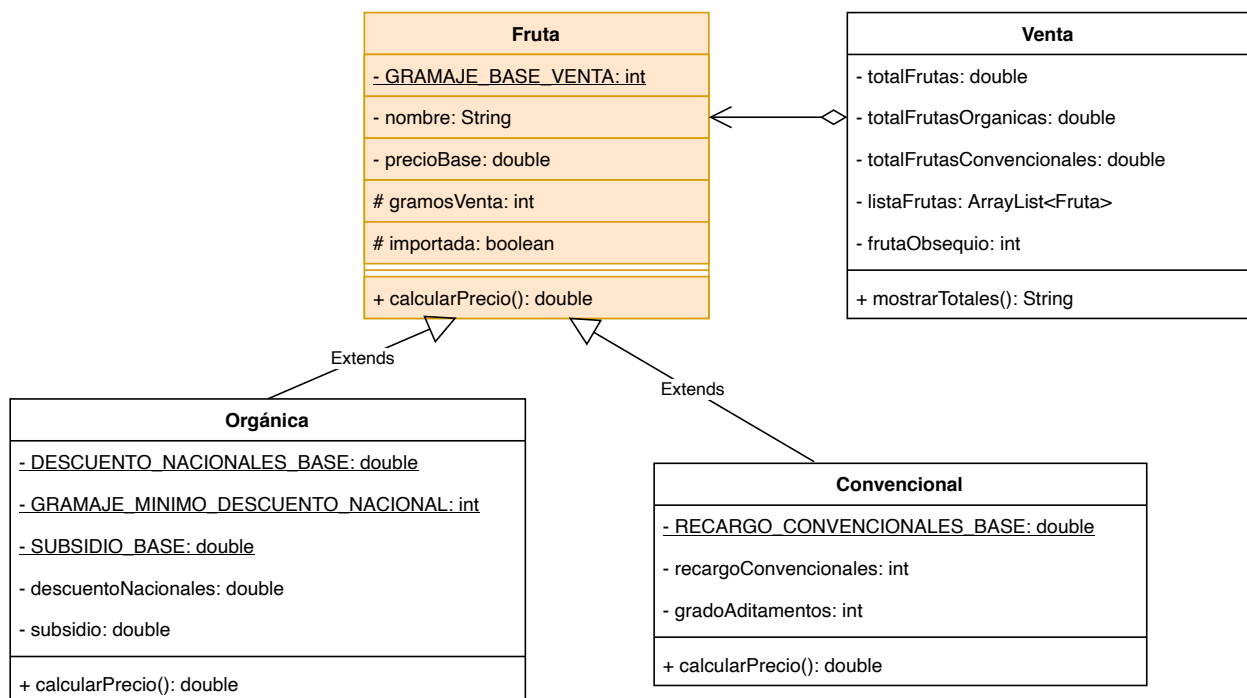 Fruta
- GRAMAJE_BASE_VENTA: int
- nombre: String
- precioBase: double
# gramosVenta: int
# importada: boolean
+ calcularPrecio(): double
Venta
- totalFrutas: double
- totalFrutasOrganicas: double
- totalFrutasConvencionales: double
- listaFrutas: ArrayList<Fruta>
- frutaObsequio: int
+ mostrarTotales(): String
Extends
Extends
Orgánica
- DESCUENTO_NACIONALES_BASE: double
- GRAMAJE_MINIMO_DESCUENTO_NACIONAL: int
- SUBSIDIO_BASE: double
- descuentoNacionales: double
- subsidio: double
+ calcularPrecio(): double
Convencional
- RECARGO_CONVENCIONALES_BASE: double
- recargoConvencionales: int
- gradoAditamentos: int
+ calcularPrecio(): double